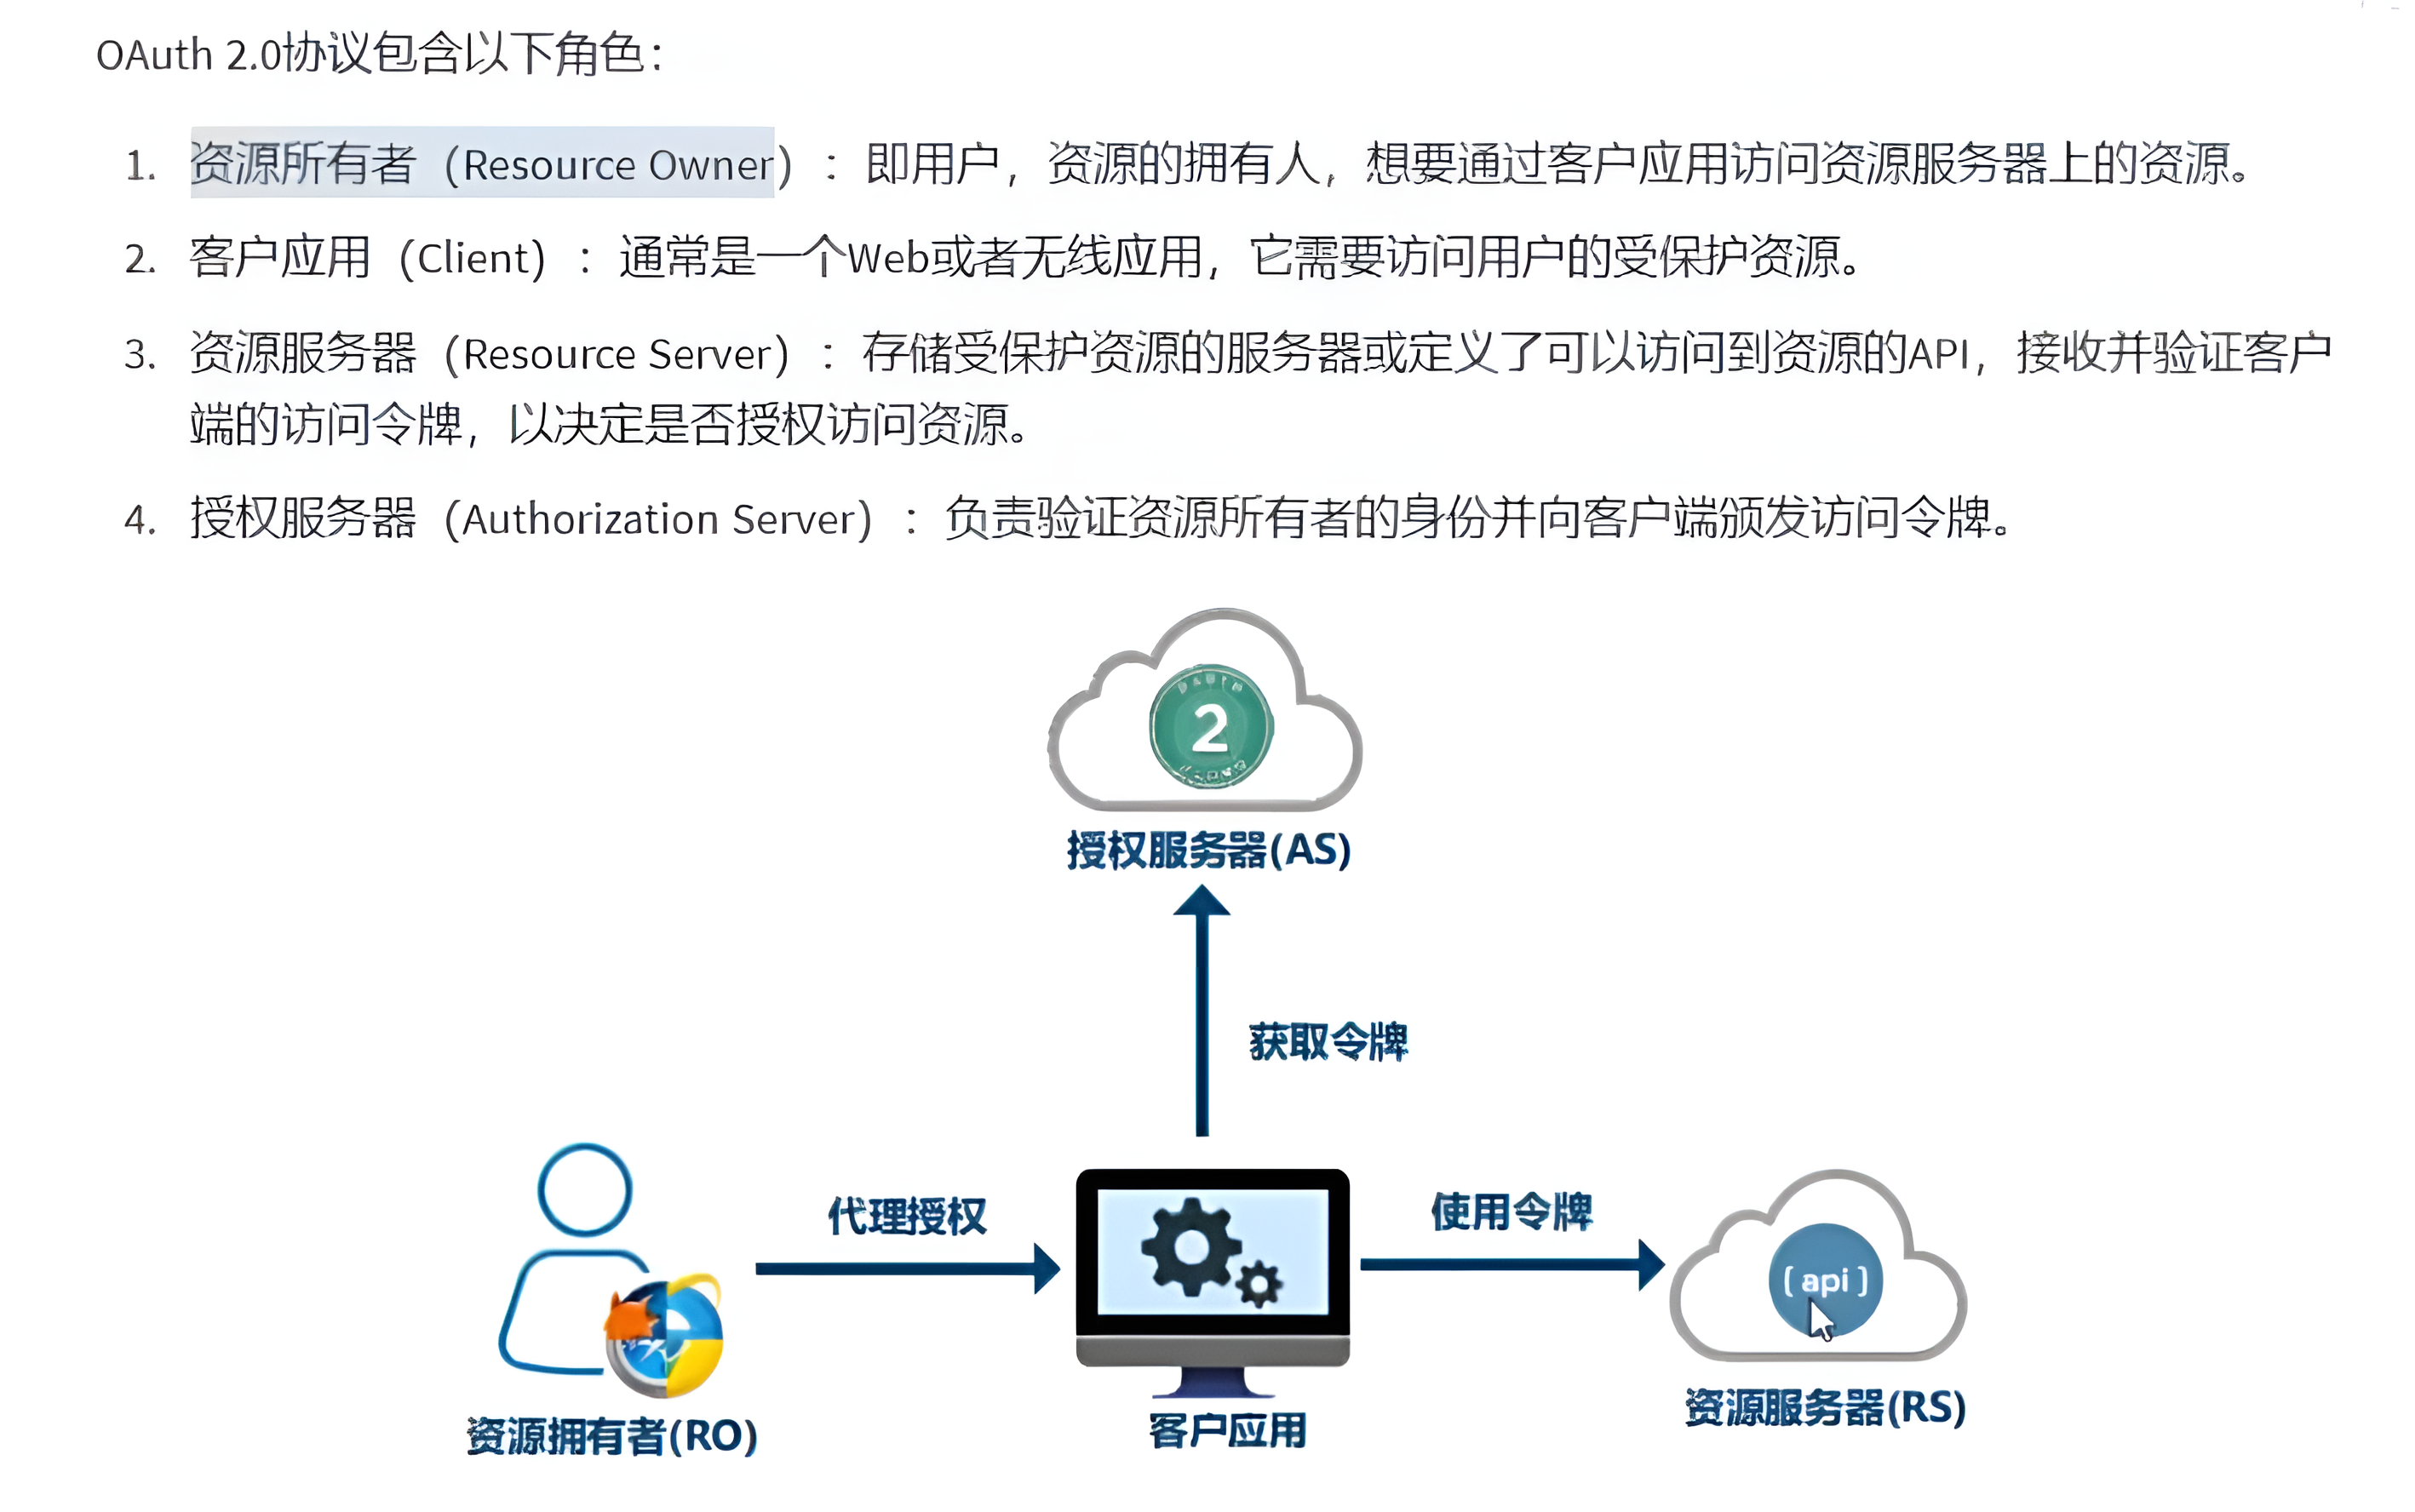 OAuth 2.0协议包含以下角色：
1. 资源所有者（Resource Owner）：即用户，资源的拥有人，想要通过客户应用访问资源服务器上的资源。
2. 客户应用（Client）：通常是一个Web或者无线应用，它需要访问用户的受保护资源。
3. 资源服务器（Resource Server）：存储受保护资源的服务器或定义了可以访问到资源的API，接收并验证客户
端的访问令牌，以决定是否授权访问资源。
4. 授权服务器（Authorization Server）：负责验证资源所有者的身份并向客户端颁发访问令牌。
2
授权服务器(AS)
获取令牌
代理授权
使用令牌
{ api }
资源拥有者(RO)
客户应用
资源服务器(RS)